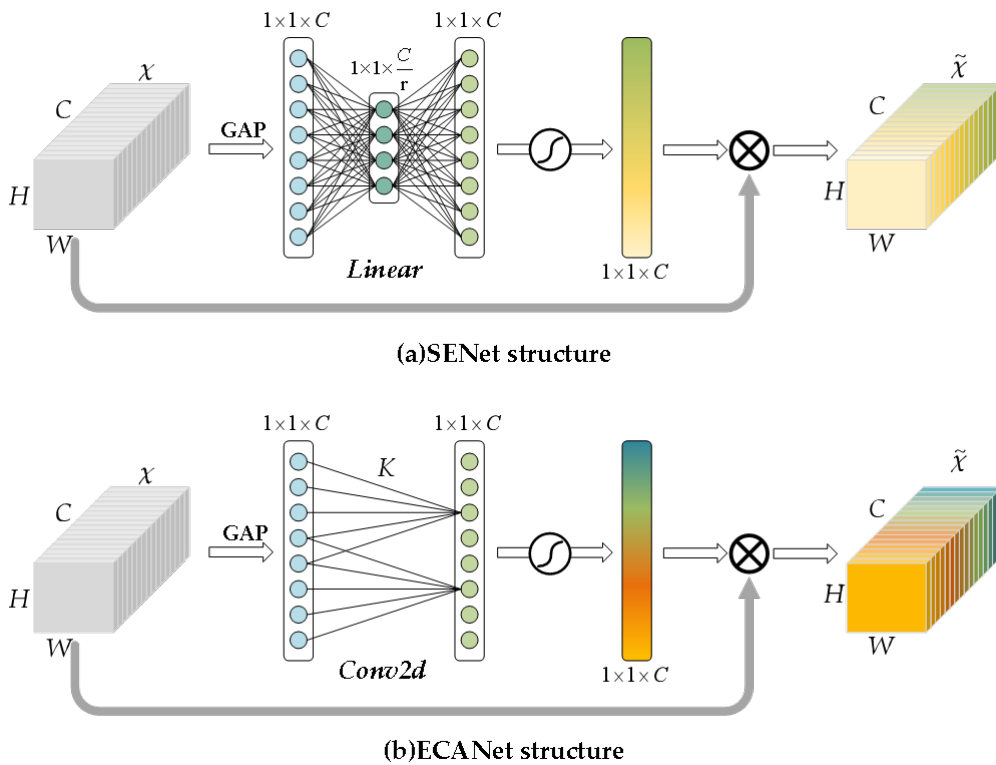 1×1×C
1×1×C
1×1×C/r
χ
C
GAP
H
W
Linear
1×1×C
χ̃
C
H
W
(a)SENet structure
1×1×C
1×1×C
χ
C
GAP
K
H
W
Conv2d
1×1×C
χ̃
C
H
W
(b)ECANet structure